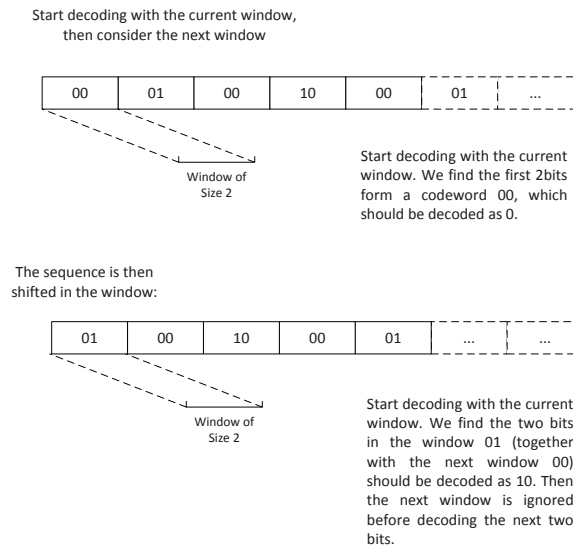 Start decoding with the current window,
then consider the next window
00 01 00 10 00 01 ...
Window of
Size 2
Start decoding with the current
window. We find the first 2bits
form a codeword 00, which
should be decoded as 0.
The sequence is then
shifted in the window:
01 00 10 00 01 ... ...
Window of
Size 2
Start decoding with the current
window. We find the two bits
in the window 01 (together
with the next window 00)
should be decoded as 10. Then
the next window is ignored
before decoding the next two
bits.